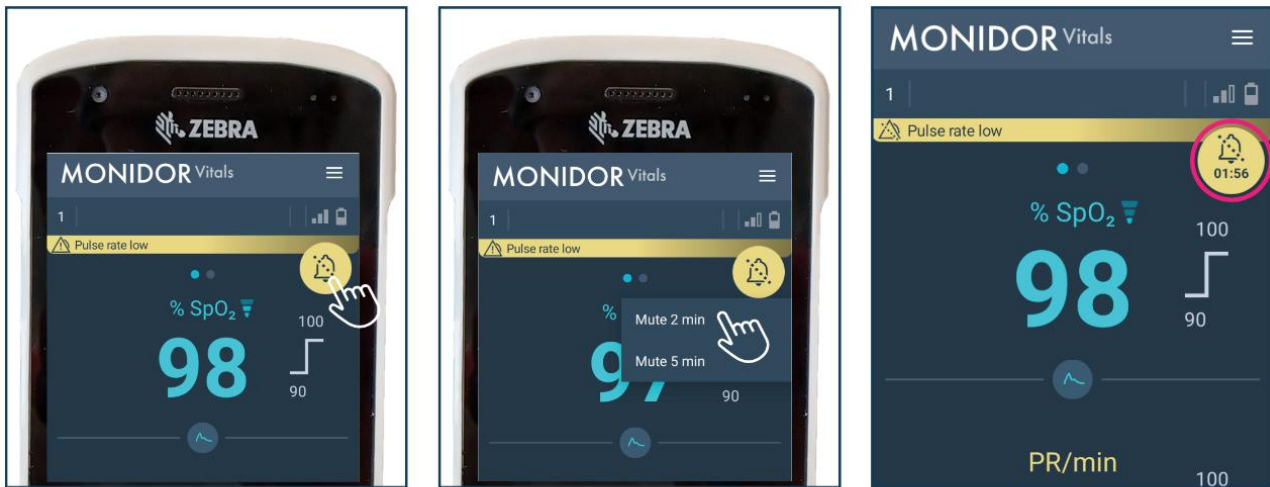 ZEBRA
MONIDOR Vitals
1
Pulse rate low
% SpO₂
100
98
90
ZEBRA
MONIDOR Vitals
1
Pulse rate low
%
Mute 2 min
Mute 5 min
97
90
MONIDOR Vitals
1
Pulse rate low
01:56
% SpO₂
100
98
90
PR/min
100